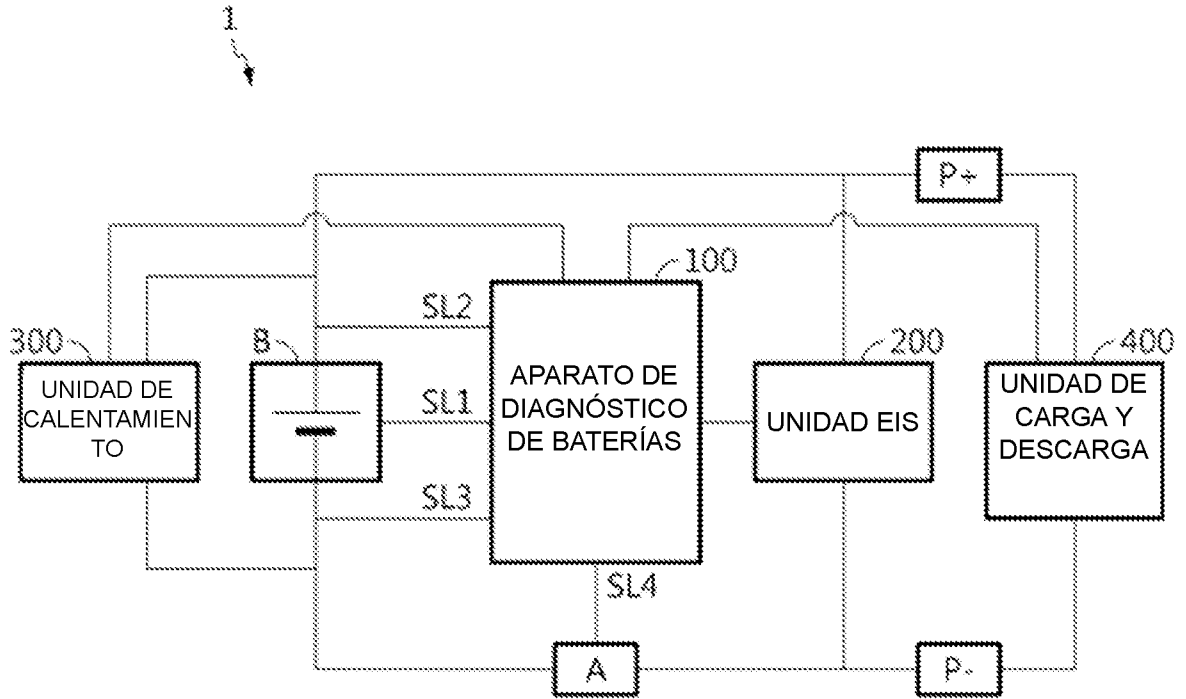 1
P+
100
SL2
300
B
200
400
UNIDAD DE
CALENTAMIEN
TO
SL1
APARATO DE
DIAGNÓSTICO
DE BATERÍAS
UNIDAD EIS
UNIDAD DE
CARGA Y
DESCARGA
SL3
SL4
A
P-